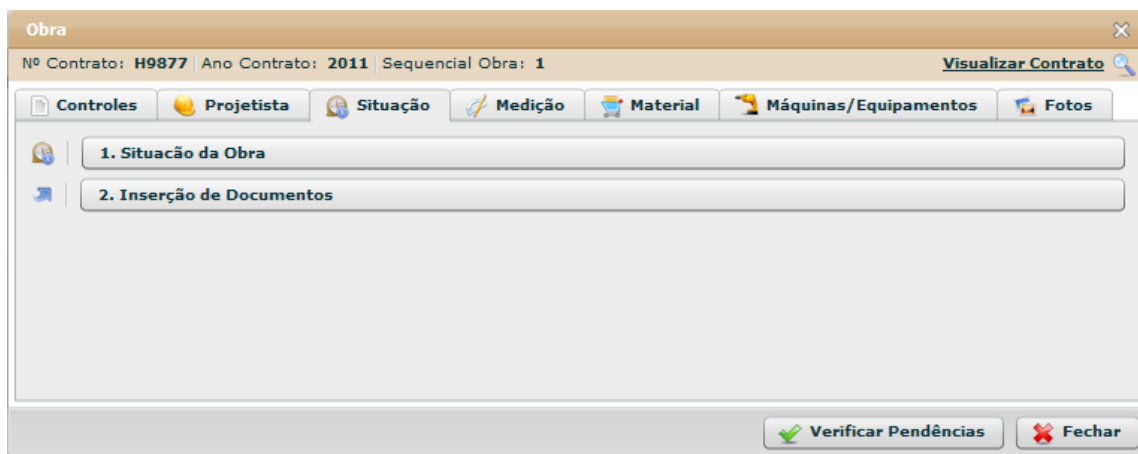 Obra
Nº Contrato: H9877 Ano Contrato: 2011 Sequencial Obra: 1 Visualizar Contrato
Controles Projetista Situação Medição Material Máquinas/Equipamentos Fotos
1. Situacão da Obra
2. Inserção de Documentos
Verificar Pendências Fechar